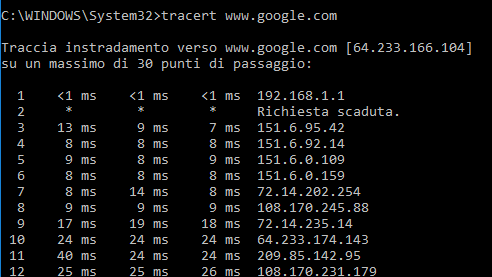 C:\WINDOWS\System32>tracert www.google.com
Traccia instradamento verso www.google.com [64.233.166.104]
su un massimo di 30 punti di passaggio:
1 <1 ms <1 ms <1 ms 192.168.1.1
2 * * * Richiesta scaduta.
3 13 ms 9 ms 7 ms 151.6.95.42
4 8 ms 8 ms 8 ms 151.6.92.14
5 9 ms 8 ms 9 ms 151.6.0.109
6 8 ms 8 ms 8 ms 151.6.0.159
7 8 ms 14 ms 8 ms 72.14.202.254
8 9 ms 9 ms 9 ms 108.170.245.88
9 17 ms 19 ms 18 ms 72.14.235.14
10 24 ms 24 ms 24 ms 64.233.174.143
11 40 ms 24 ms 24 ms 209.85.142.95
12 25 ms 25 ms 26 ms 108.170.231.179